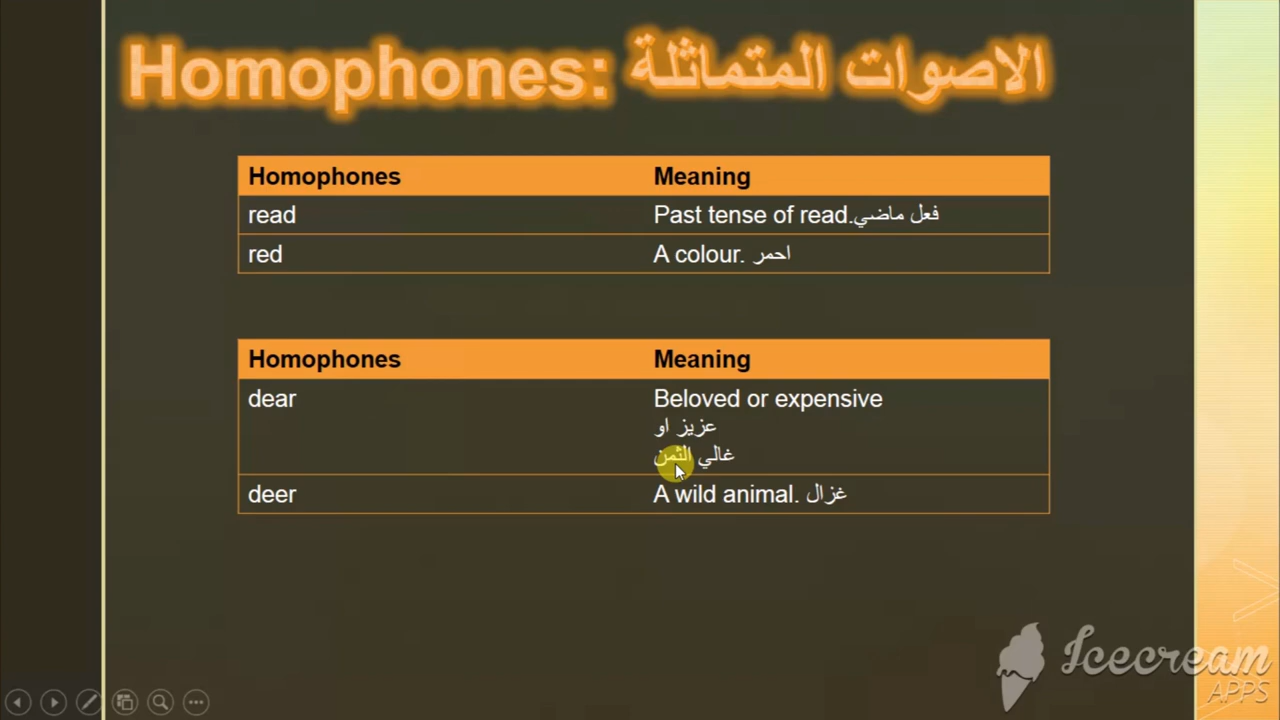 Homophones: الاصوات المتماثلة
Homophones Meaning
read Past tense of read.فعل ماضي
red A colour. احمر
Homophones Meaning
dear Beloved or expensive
عزيز او
غالي الثمن
deer A wild animal. غزال
Icecream
APPS